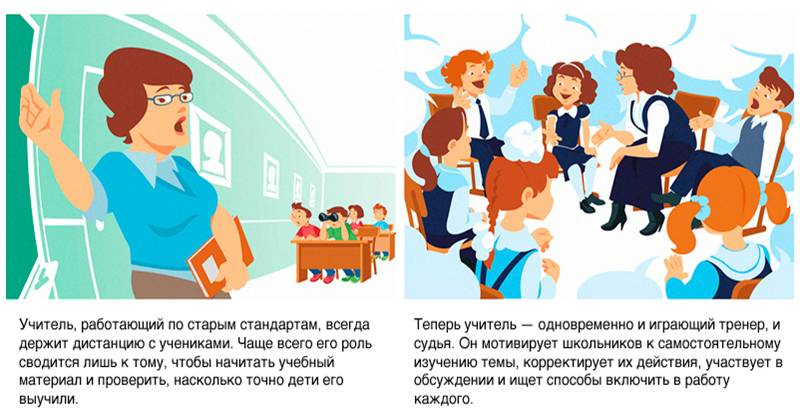 Учитель, работающий по старым стандартам, всегда
держит дистанцию с учениками. Чаще всего его роль
сводится лишь к тому, чтобы начитать учебный
материал и проверить, насколько точно дети его
выучили.
Теперь учитель — одновременно и играющий тренер, и
судья. Он мотивирует школьников к самостоятельному
изучению темы, корректирует их действия, участвует в
обсуждении и ищет способы включить в работу
каждого.